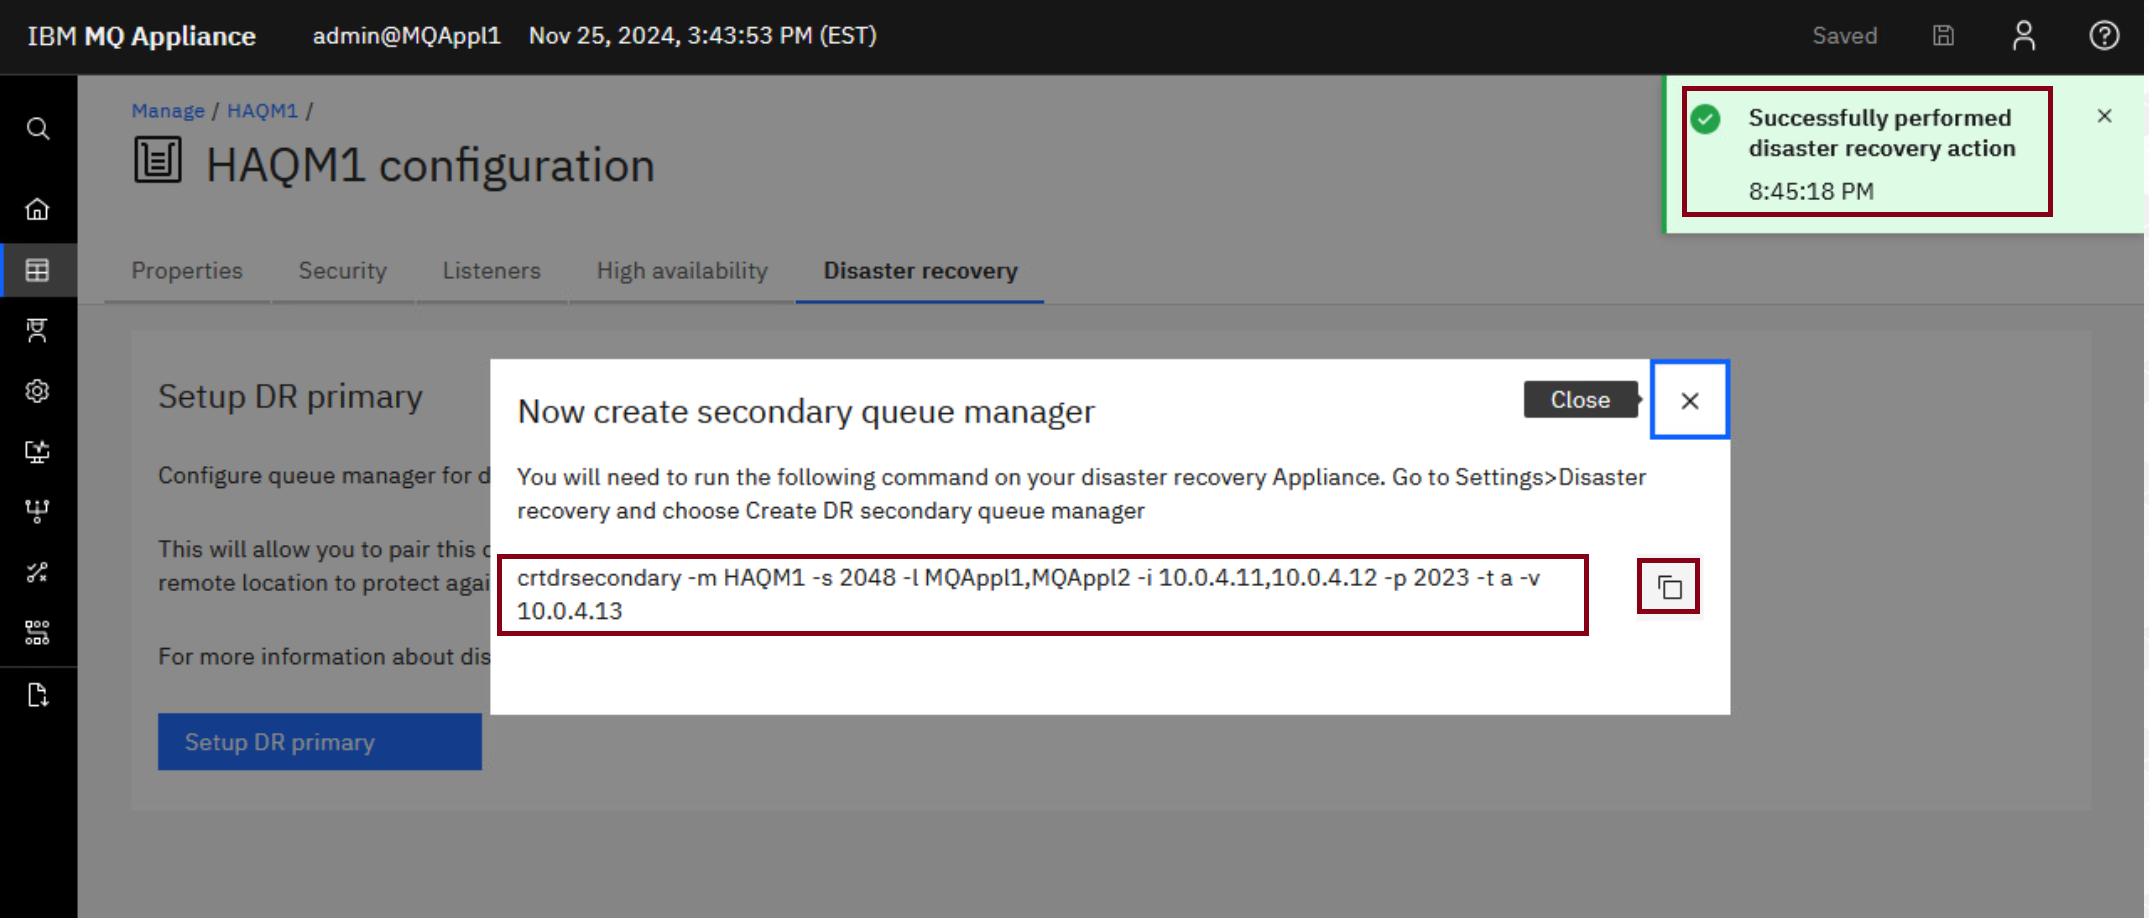 IBM MQ Appliance admin@MQAppl1 Nov 25, 2024, 3:43:53 PM (EST) Saved
Manage / HAQM1 /
HAQM1 configuration
Successfully performed
disaster recovery action
8:45:18 PM
Properties Security Listeners High availability Disaster recovery
Setup DR primary
Configure queue manager for d
This will allow you to pair this
remote location to protect agai
For more information about dis
Setup DR primary
Close
Now create secondary queue manager
You will need to run the following command on your disaster recovery Appliance. Go to Settings>Disaster
recovery and choose Create DR secondary queue manager
crtdrsecondary -m HAQM1 -s 2048 -l MQAppl1,MQAppl2 -i 10.0.4.11,10.0.4.12 -p 2023 -t a -v
10.0.4.13